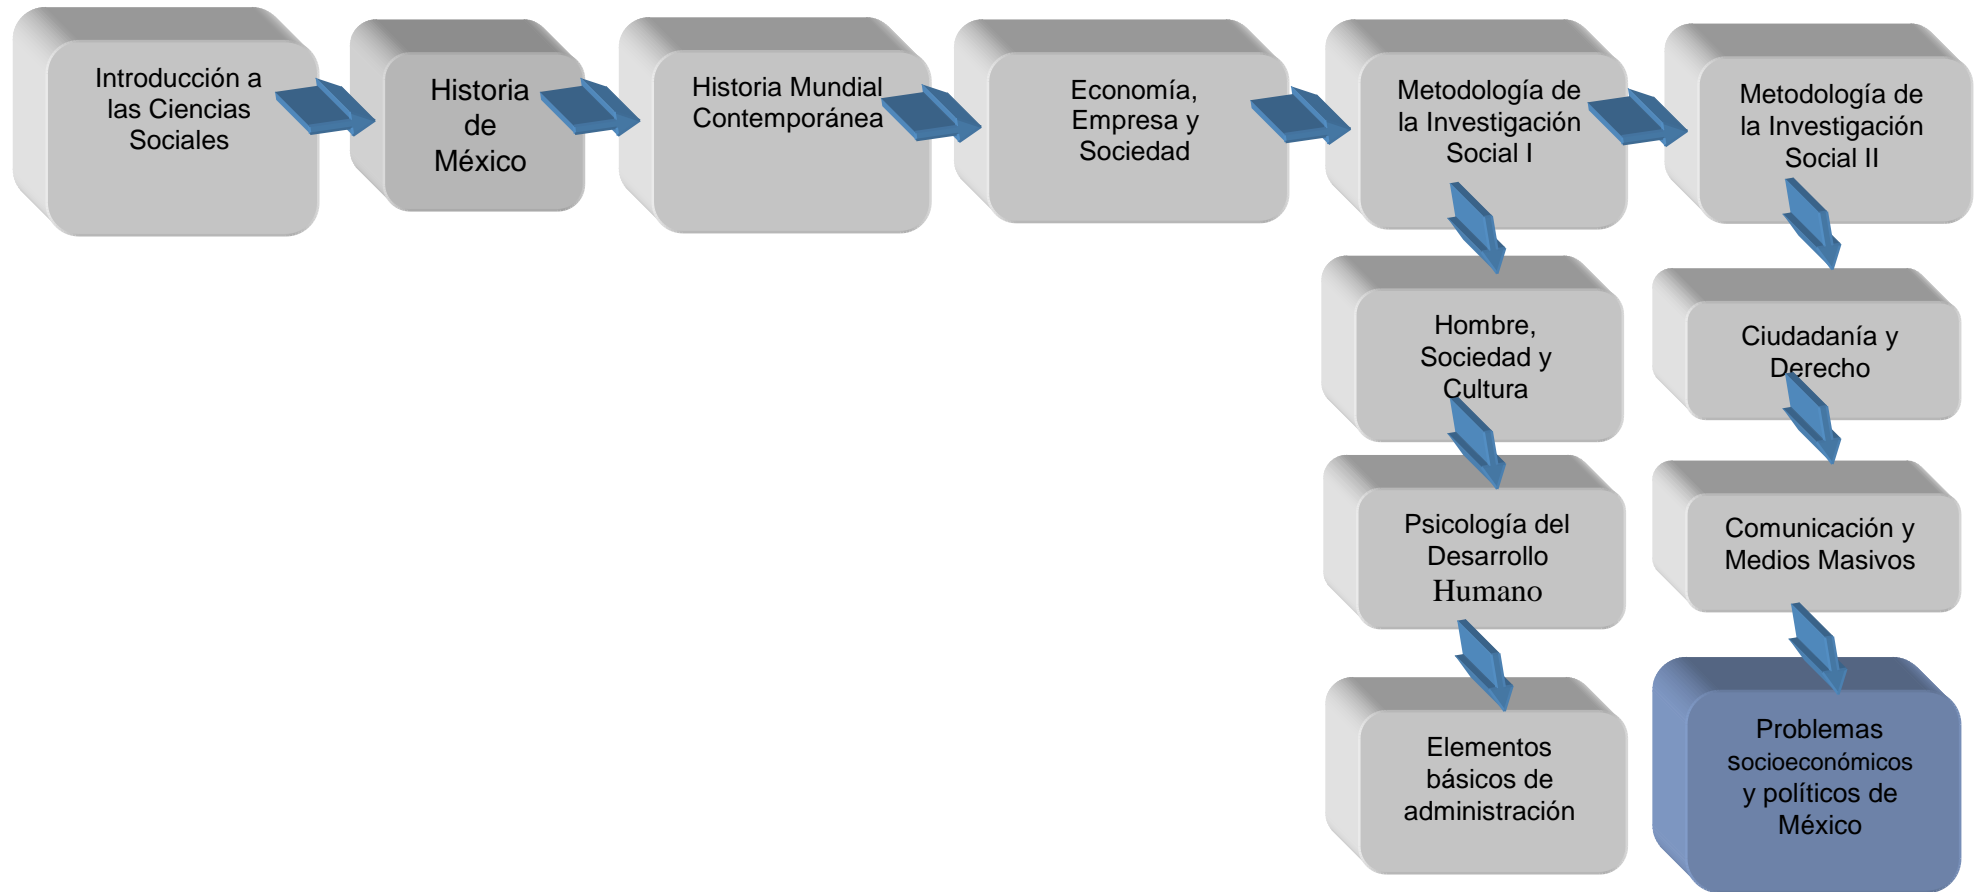 Introducción a
las Ciencias
Sociales
Historia
de
México
Historia Mundial
Contemporánea
Economía,
Empresa y
Sociedad
Metodología de
la Investigación
Social I
Metodología de
la Investigación
Social II
Hombre,
Sociedad y
Cultura
Ciudadanía y
Derecho
Psicología del
Desarrollo
Humano
Comunicación y
Medios Masivos
Elementos
básicos de
administración
Problemas
socioeconómicos
y políticos de
México